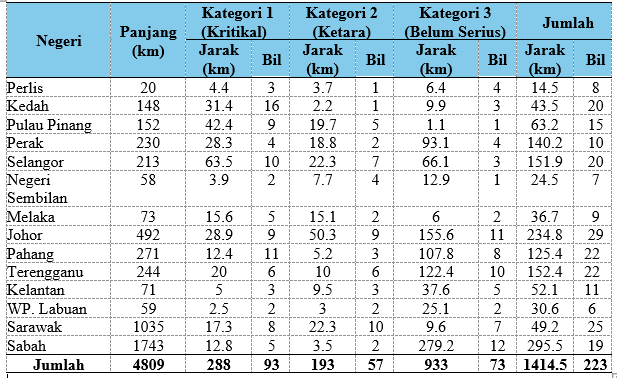 Negeri Panjang (km) Kategori 1 (Kritikal) Kategori 2 (Ketara) Kategori 3 (Belum Serius) Jumlah
Jarak (km) Bil Jarak (km) Bil Jarak (km) Bil Jarak (km) Bil
Perlis 20 4.4 3 3.7 1 6.4 4 14.5 8
Kedah 148 31.4 16 2.2 1 9.9 3 43.5 20
Pulau Pinang 152 42.4 9 19.7 5 1.1 1 63.2 15
Perak 230 28.3 4 18.8 2 93.1 4 140.2 10
Selangor 213 63.5 10 22.3 7 66.1 3 151.9 20
Negeri Sembilan 58 3.9 2 7.7 4 12.9 1 24.5 7
Melaka 73 15.6 5 15.1 2 6 2 36.7 9
Johor 492 28.9 9 50.3 9 155.6 11 234.8 29
Pahang 271 12.4 11 5.2 3 107.8 8 125.4 22
Terengganu 244 20 6 10 6 122.4 10 152.4 22
Kelantan 71 5 3 9.5 3 37.6 5 52.1 11
WP. Labuan 59 2.5 2 3 2 25.1 2 30.6 6
Sarawak 1035 17.3 8 22.3 10 9.6 7 49.2 25
Sabah 1743 12.8 5 3.5 2 279.2 12 295.5 19
Jumlah 4809 288 93 193 57 933 73 1414.5 223